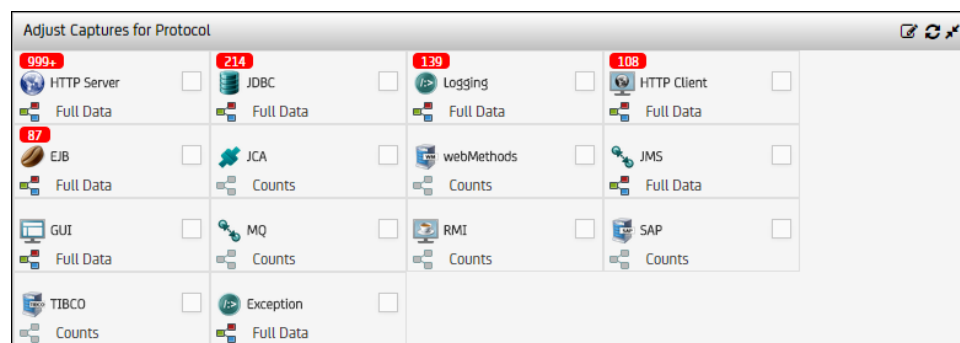 Adjust Captures for Protocol
999+ 214 139 108
HTTP Server JDBC Logging HTTP Client
Full Data Full Data Full Data Full Data
87
EJB JCA webMethods JMS
Full Data Counts Counts Full Data
GUI MQ RMI SAP
Full Data Counts Counts Counts
TIBCO Exception
Counts Full Data